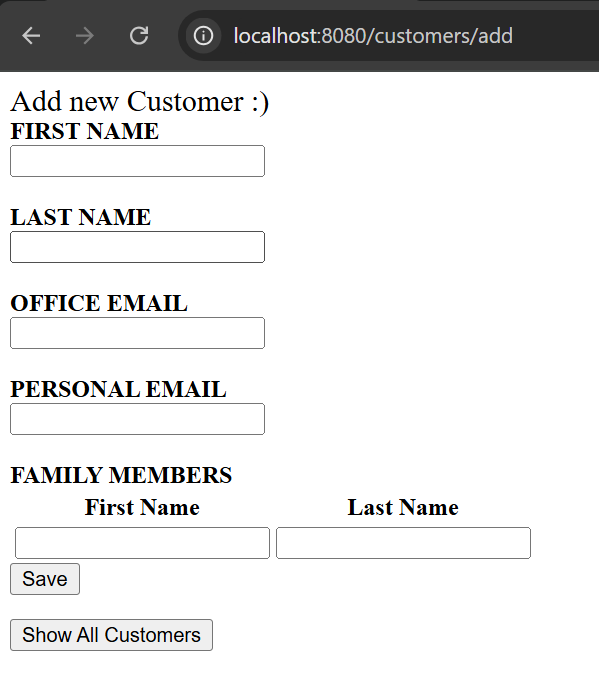 localhost:8080/customers/add
Add new Customer :)
FIRST NAME
LAST NAME
OFFICE EMAIL
PERSONAL EMAIL
FAMILY MEMBERS
First Name Last Name
Save
Show All Customers